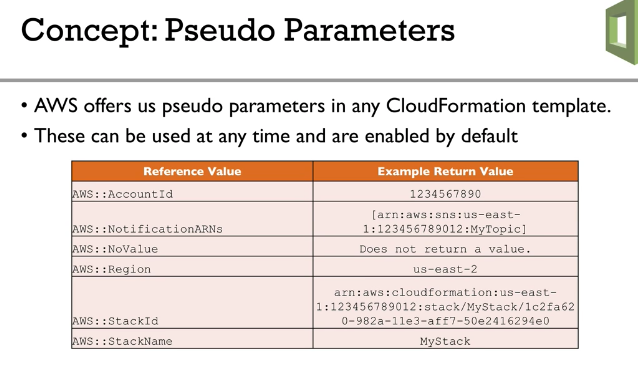 Concept: Pseudo Parameters
• AWS offers us pseudo parameters in any CloudFormation template.
• These can be used at any time and are enabled by default
Reference Value Example Return Value
AWS::AccountId 1234567890
[arn:aws:sns:us-east-
AWS::NotificationARNs 1:123456789012:MyTopic]
AWS::NoValue Does not return a value.
AWS::Region us-east-2
arn:aws:cloudformation:us-east-
1:123456789012:stack/MyStack/1c2fa62
AWS::StackId 0-982a-11e3-aff7-50e2416294e0
AWS::StackName MyStack